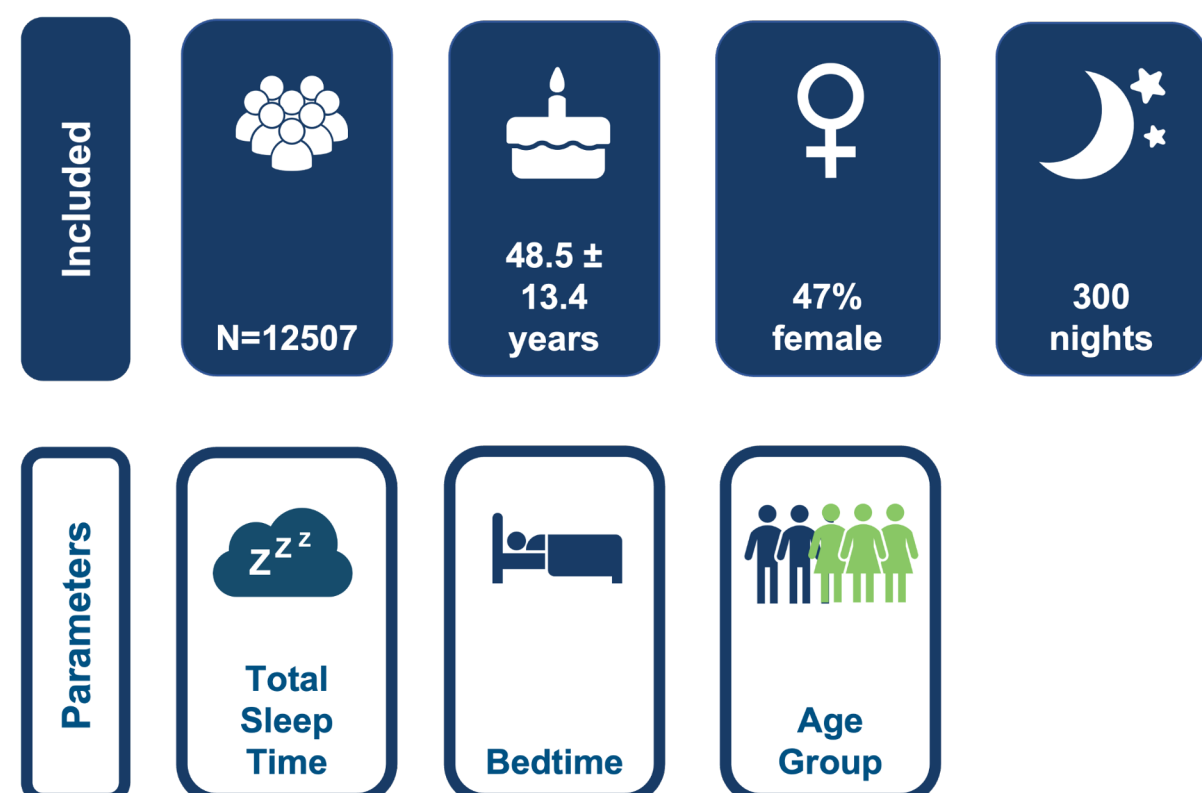 Included
N=12507
48.5 ±
13.4
years
47%
female
300
nights
Parameters
z z z
Total
Sleep
Time
Bedtime
Age
Group